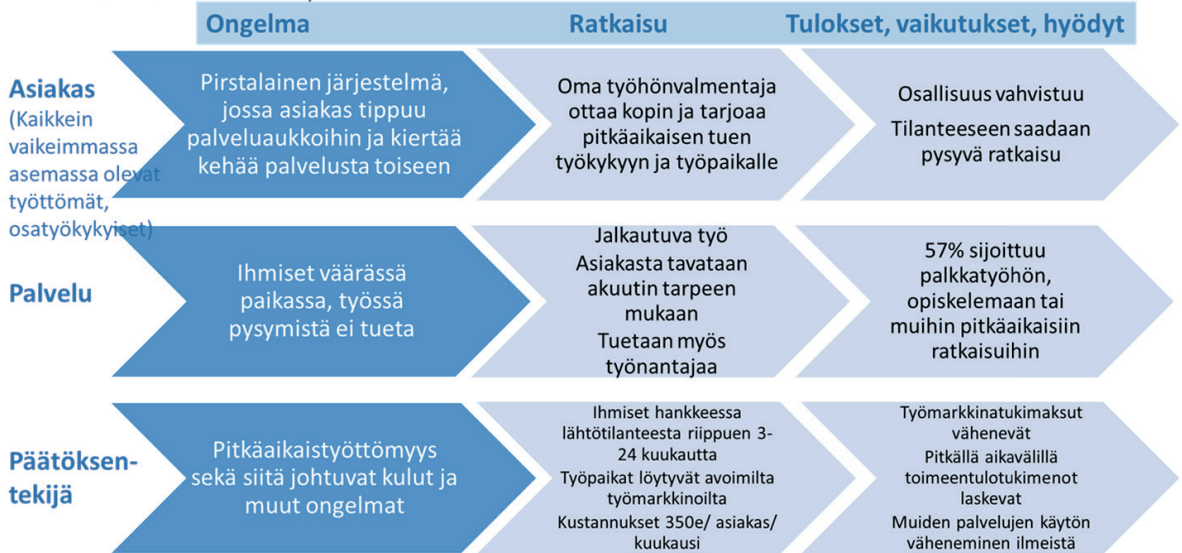 Ongelma
Ratkaisu
Tulokset, vaikutukset, hyödyt
Asiakas
(Kaikkein
vaikeimmassa
asemassa olevat
työttömät,
osatyökykyiset)
Pirstalainen järjestelmä,
jossa asiakas tippuu
palveluaukkoihin ja kiertää
kehää palvelusta toiseen
Oma työhönvalmentaja
ottaa kopin ja tarjoaa
pitkäaikaisen tuen
työkykyyn ja työpaikalle
Osallisuus vahvistuu
Tilanteeseen saadaan
pysyvä ratkaisu
Palvelu
Ihmiset väärässä
paikassa, työssä
pysymistä ei tueta
Jalkautuva työ
Asiakasta tavataan
akuutin tarpeen
mukaan
Tuetaan myös
työnantajaa
57% sijoittuu
palkkatyöhön,
opiskelemaan tai
muihin pitkäaikaisiin
ratkaisuihin
Päätöksen-
tekijä
Pitkäaikaistyöttömyys
sekä siitä johtuvat kulut ja
muut ongelmat
Ihmiset hankkeessa
lähtötilanteesta riippuen 3-
24 kuukautta
Työpaikat löytyvät avoimilta
työmarkkinoilta
Kustannukset 350e/ asiakas/
kuukausi
Työmarkkinatukimaksut
vähenevät
Pitkällä aikavälillä
toimeentulotukimenot
laskevat
Muiden palvelujen käytön
väheneminen ilmeistä